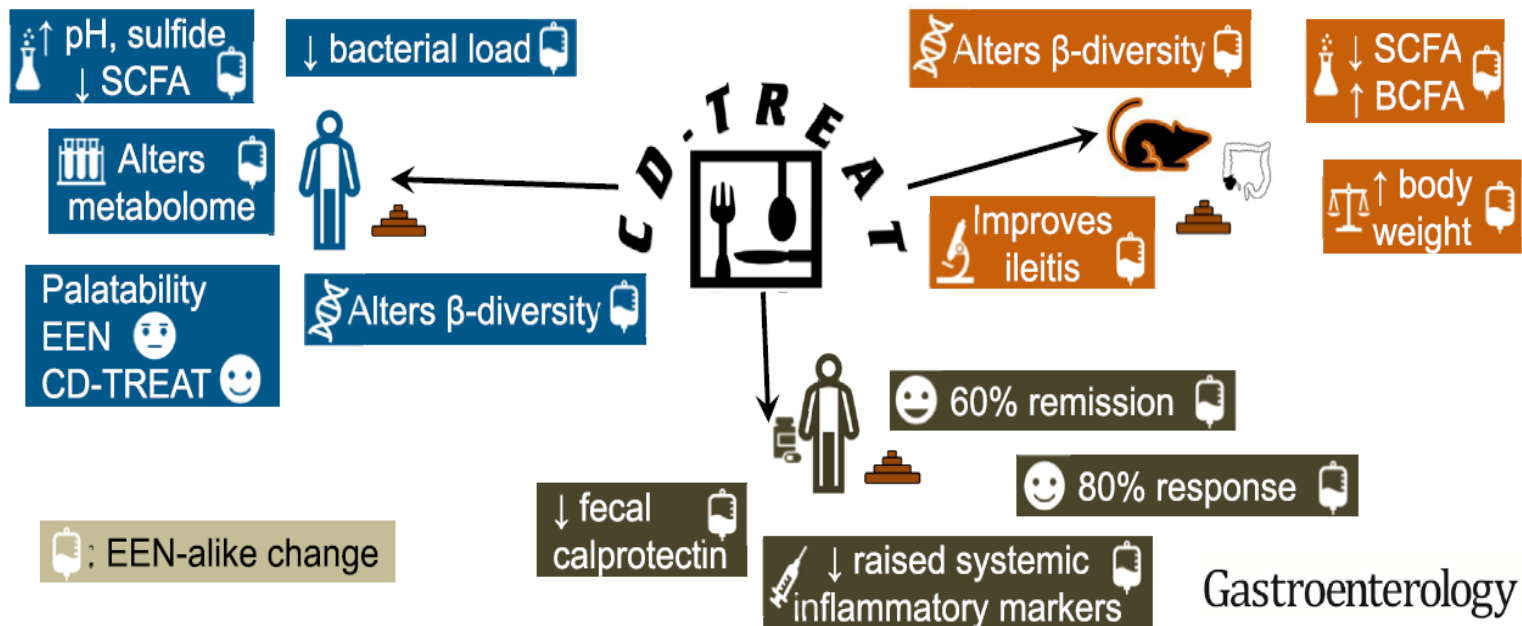 ↑ pH, sulfide
↓ SCFA
↓ bacterial load
Alters
metabolome
Palatability
EEN
CD-TREAT
Alters β-diversity
CD-TREAT
Alters β-diversity
↓ SCFA
↑ BCFA
↑ body
weight
Improves
ileitis
60% remission
80% response
↓ fecal
calprotectin
↓ raised systemic
inflammatory markers
: EEN-alike change
Gastroenterology